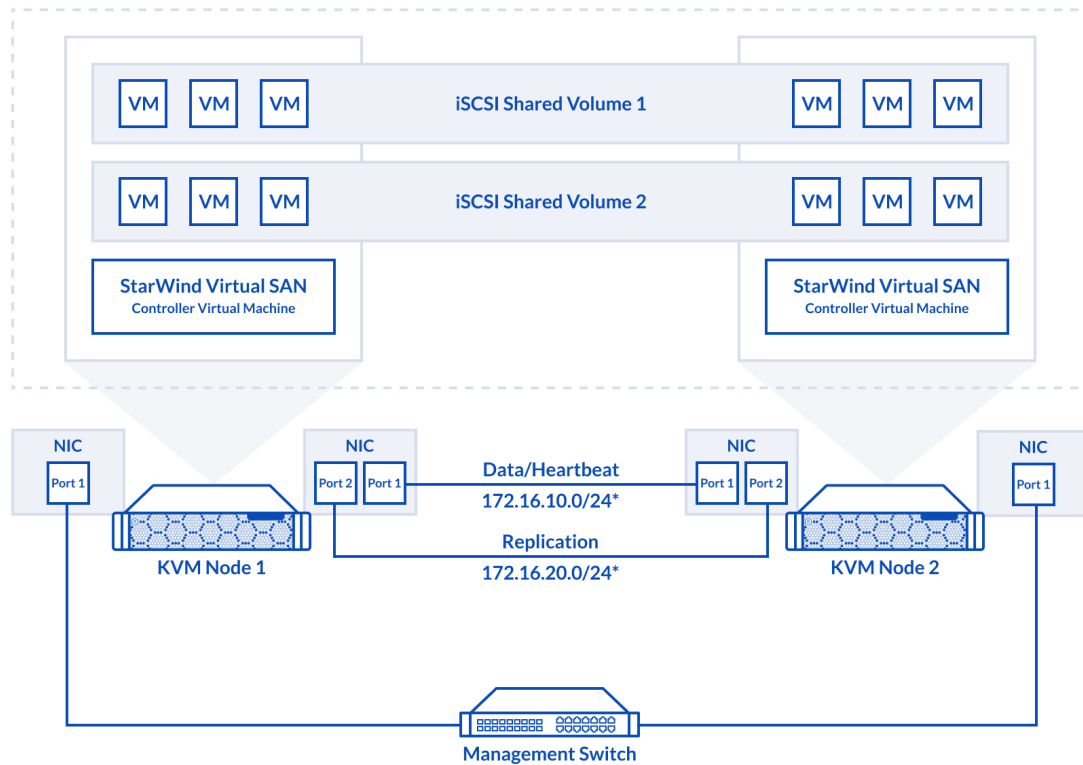 VM VM VM iSCSI Shared Volume 1 VM VM VM
VM VM VM iSCSI Shared Volume 2 VM VM VM
StarWind Virtual SAN
Controller Virtual Machine
StarWind Virtual SAN
Controller Virtual Machine
NIC
Port 1
NIC
Port 2 Port 1
Data/Heartbeat
172.16.10.0/24*
NIC
Port 1 Port 2
NIC
Port 1
Replication
172.16.20.0/24*
KVM Node 1
KVM Node 2
Management Switch